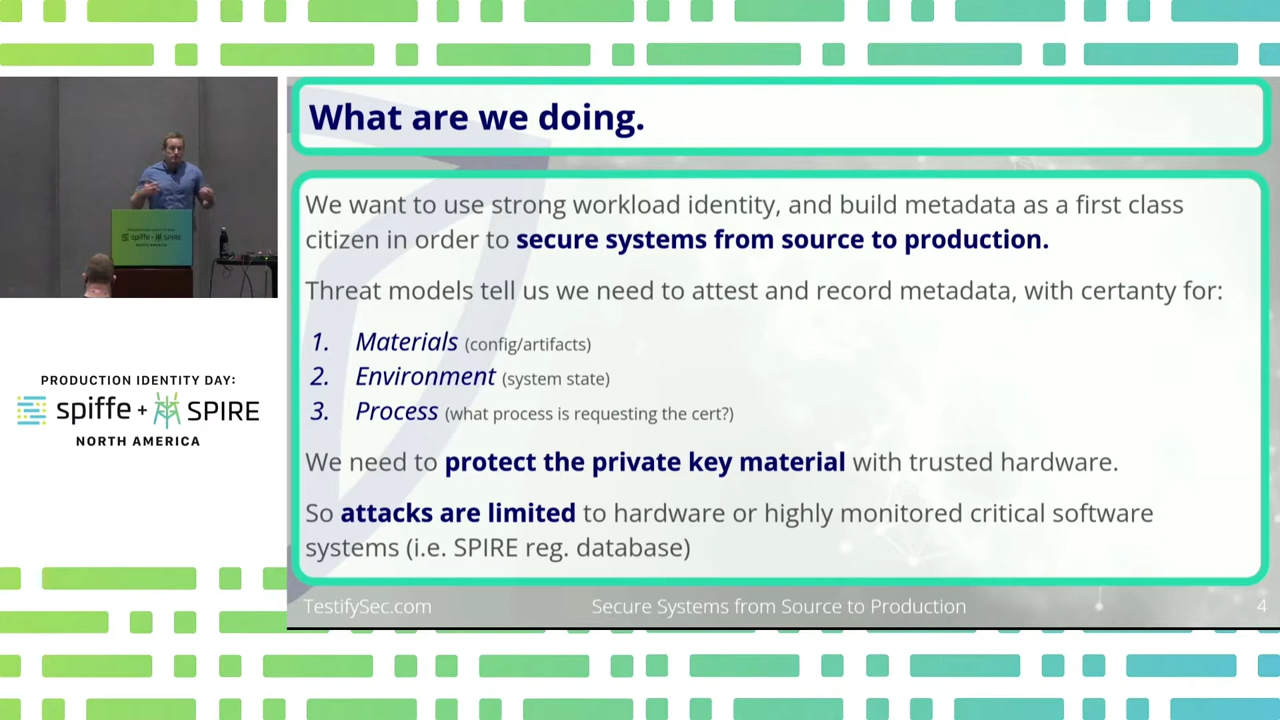 What are we doing.
We want to use strong workload identity, and build metadata as a first class
citizen in order to secure systems from source to production.
Threat models tell us we need to attest and record metadata, with certanty for:
1. Materials (config/artifacts)
2. Environment (system state)
3. Process (what process is requesting the cert?)
We need to protect the private key material with trusted hardware.
So attacks are limited to hardware or highly monitored critical software
systems (i.e. SPIRE reg. database)
TestifySec.com
Secure Systems from Source to Production
4
spiffe + SPIRE
PRODUCTION IDENTITY DAY:
spiffe + SPIRE
NORTH AMERICA